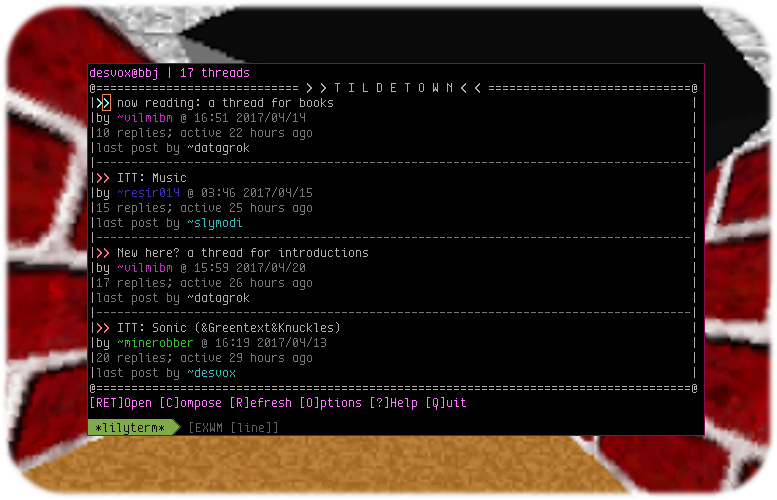 desvox@bbj | 17 threads
>> T I L D E T O W N <<
>> now reading: a thread for books
by ~vilmibm @ 16:51 2017/04/14
10 replies; active 22 hours ago
last post by ~datagrok
>> ITT: Music
by ~resir014 @ 03:46 2017/04/15
15 replies; active 25 hours ago
last post by ~slymodi
>> New here? a thread for introductions
by ~vilmibm @ 15:59 2017/04/20
17 replies; active 26 hours ago
last post by ~datagrok
>> ITT: Sonic (&Greentext&Knuckles)
by ~minerobber @ 16:19 2017/04/13
20 replies; active 29 hours ago
last post by ~desvox
[RET]Open [C]ompose [R]efresh [O]ptions [?]Help [Q]uit
*lilyterm* [EXWM [line]]